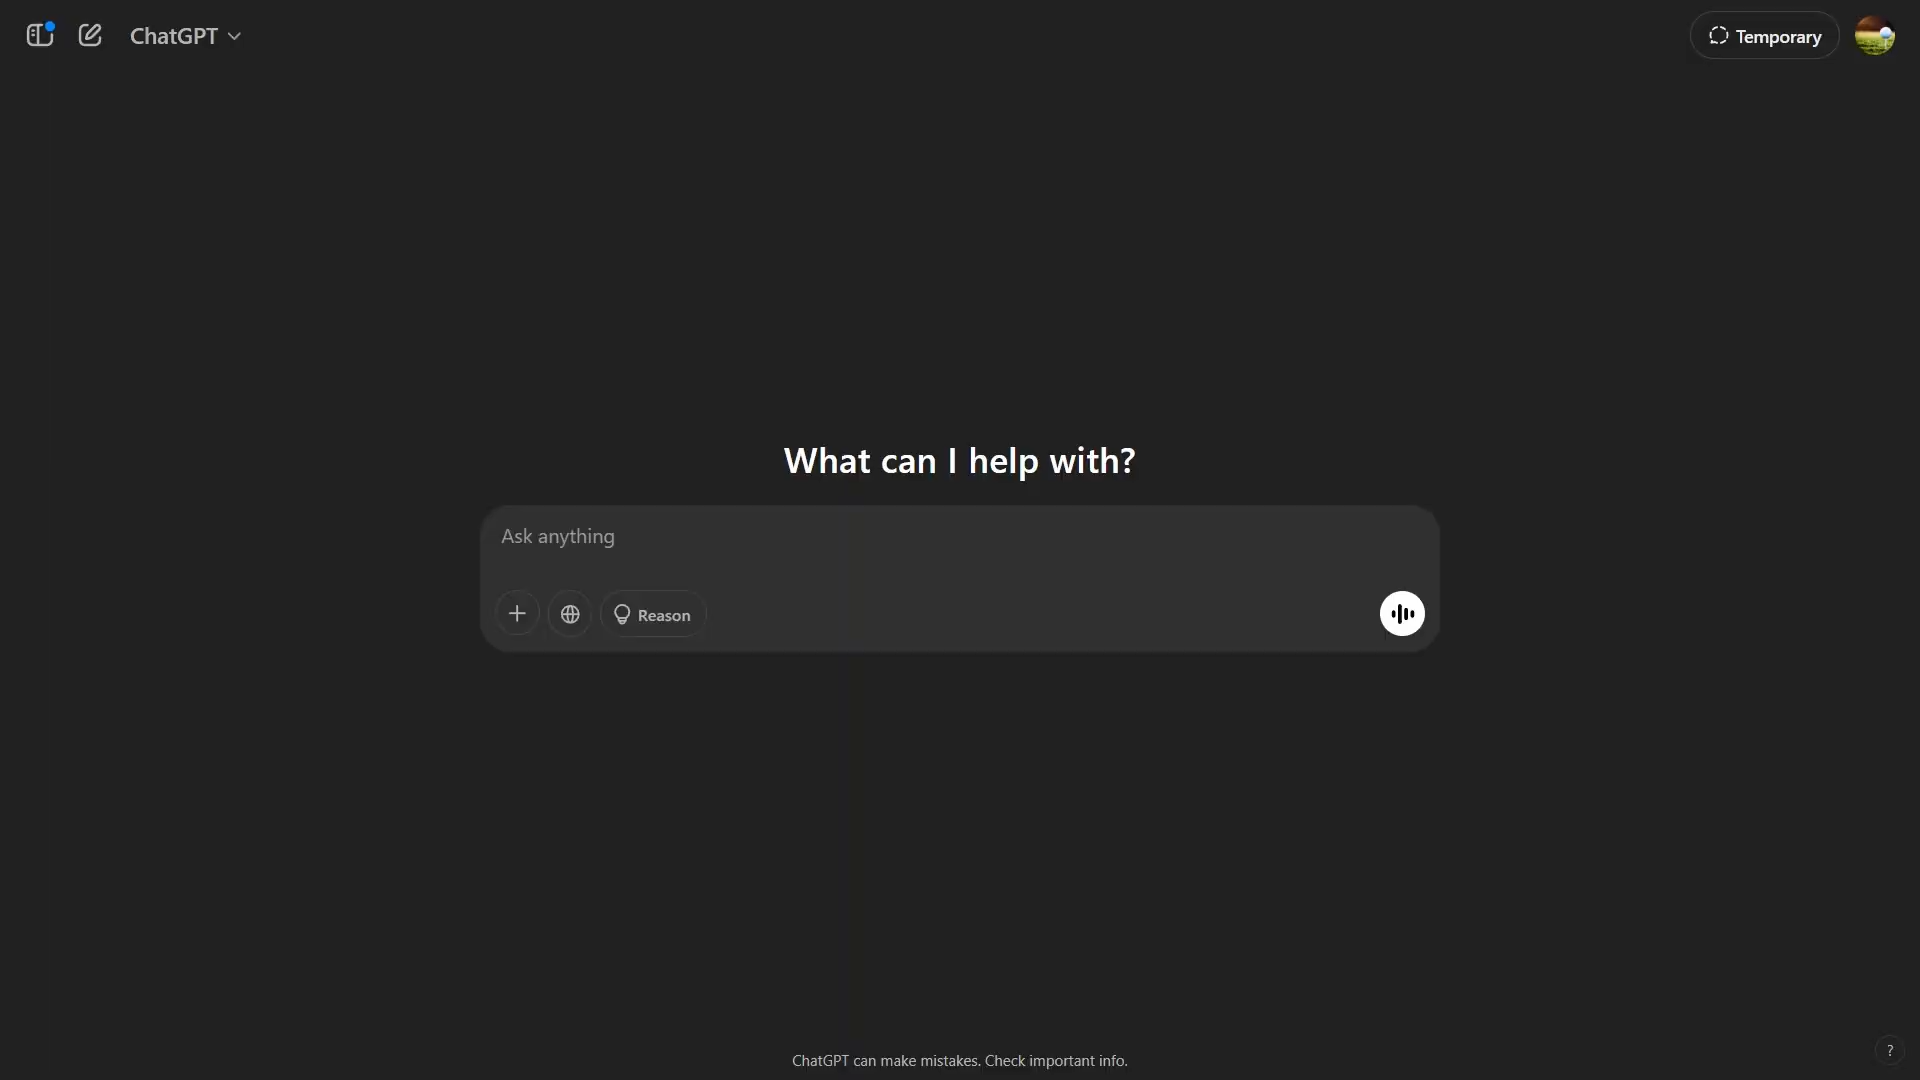 ChatGPT
Temporary
What can I help with?
Ask anything
Reason
ChatGPT can make mistakes. Check important info.
?